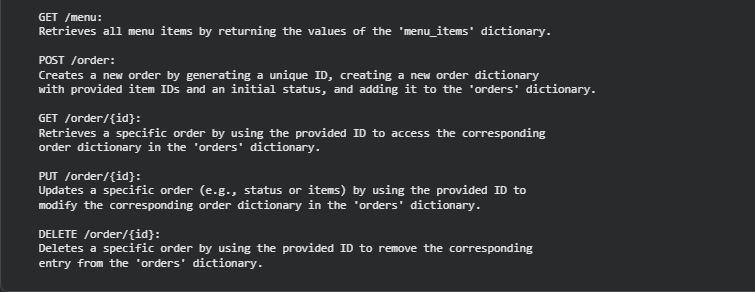 GET /menu:
Retrieves all menu items by returning the values of the 'menu_items' dictionary.
POST /order:
Creates a new order by generating a unique ID, creating a new order dictionary
with provided item IDs and an initial status, and adding it to the 'orders' dictionary.
GET /order/{id}:
Retrieves a specific order by using the provided ID to access the corresponding
order dictionary in the 'orders' dictionary.
PUT /order/{id}:
Updates a specific order (e.g., status or items) by using the provided ID to
modify the corresponding order dictionary in the 'orders' dictionary.
DELETE /order/{id}:
Deletes a specific order by using the provided ID to remove the corresponding
entry from the 'orders' dictionary.